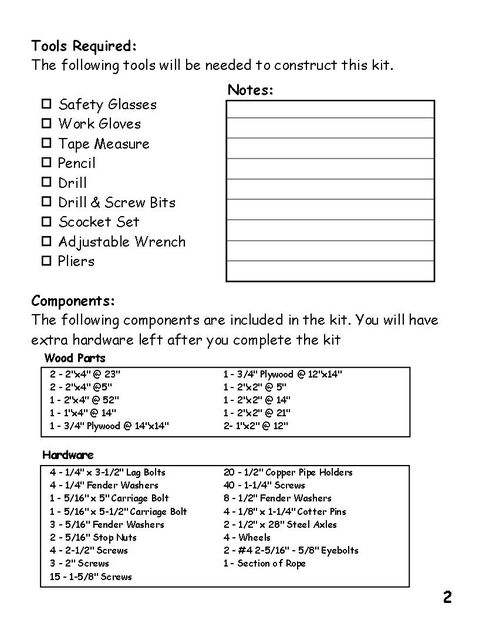 Tools Required:
The following tools will be needed to construct this kit.
Notes:
Safety Glasses
Work Gloves
Tape Measure
Pencil
Drill
Drill & Screw Bits
Scocket Set
Adjustable Wrench
Pliers
Components:
The following components are included in the kit. You will have
extra hardware left after you complete the kit
Wood Parts
2 - 2"x4" @ 23"
2 - 2"x4" @5"
1 - 2"x4" @ 52"
1 - 1"x4" @ 14"
1 - 3/4" Plywood @ 14"x14"
1 - 3/4" Plywood @ 12"x14"
1 - 2"x2" @ 5"
1 - 2"x2" @ 14"
1 - 2"x2" @ 21"
2- 1"x2" @ 12"
Hardware
4 - 1/4" x 3-1/2" Lag Bolts
4 - 1/4" Fender Washers
1 - 5/16" x 5" Carriage Bolt
1 - 5/16" x 5-1/2" Carriage Bolt
3 - 5/16" Fender Washers
2 - 5/16" Stop Nuts
4 - 2-1/2" Screws
3 - 2" Screws
15 - 1-5/8" Screws
20 - 1/2" Copper Pipe Holders
40 - 1-1/4" Screws
8 - 1/2" Fender Washers
4 - 1/8" x 1-1/4" Cotter Pins
2 - 1/2" x 28" Steel Axles
4 - Wheels
2 - #4 2-5/16" - 5/8" Eyebolts
1 - Section of Rope
2